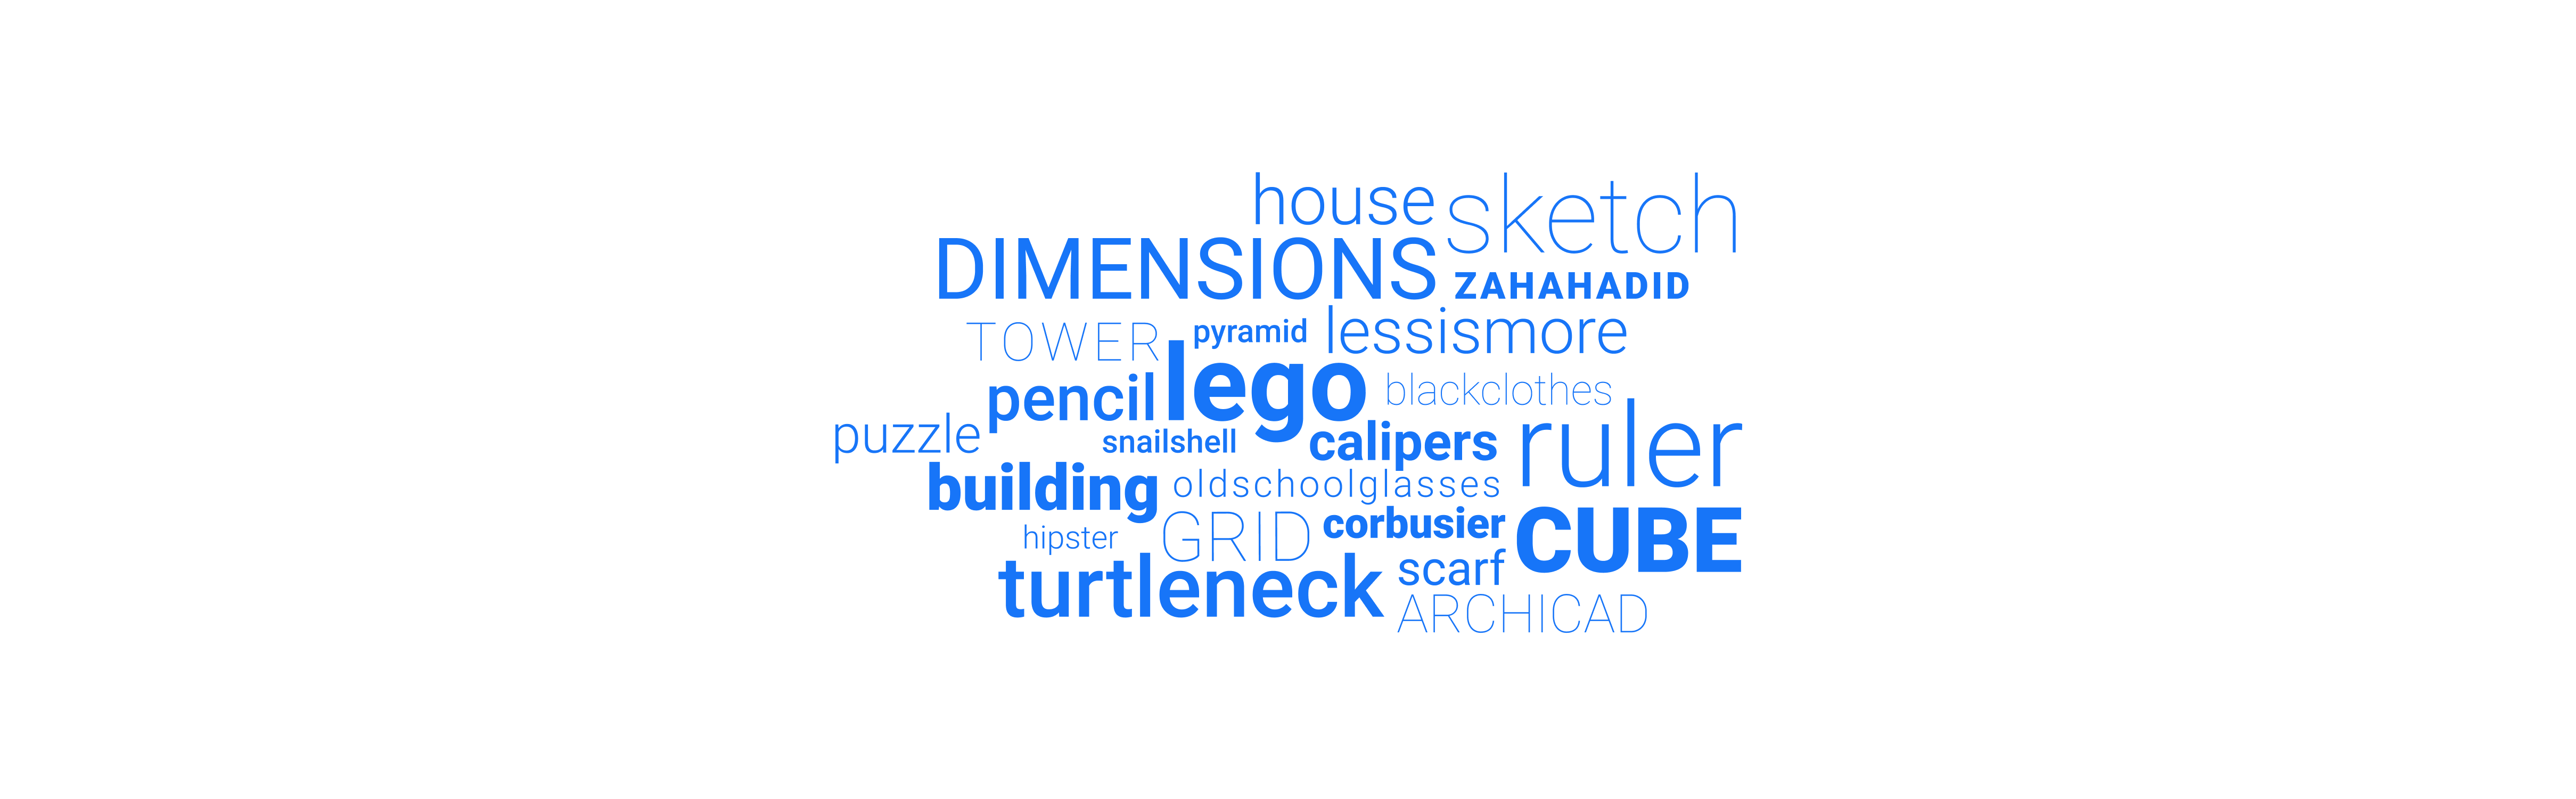 house sketch
DIMENSIONS ZAHAHADID
TOWER pyramid lessismore
pencil lego blackclothes
puzzle snailshell calipers ruler
building oldschoolglasses
hipster GRID corbusier CUBE
turtleneck scarf
ARCHICAD